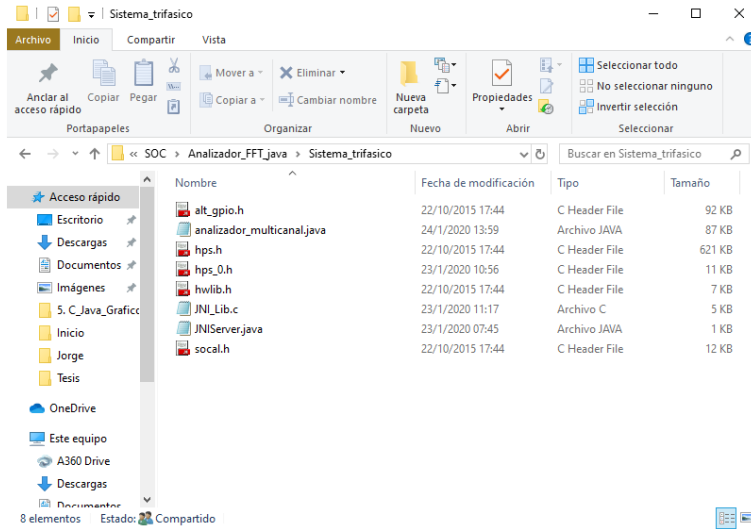 Sistema_trifasico
Archivo Inicio Compartir Vista
Anclar al acceso rápido
Copiar
Pegar
Portapapeles
Mover a
Copiar a
Eliminar
Cambiar nombre
Organizar
Nueva carpeta
Nuevo
Propiedades
Abrir
Seleccionar todo
No seleccionar ninguno
Invertir selección
Seleccionar
« SOC > Analizador_FFT_java > Sistema_trifasico
Buscar en Sistema_trifasico
Nombre Fecha de modificación Tipo Tamaño
alt_gpio.h 22/10/2015 17:44 C Header File 92 KB
analizador_multicanal.java 24/1/2020 13:59 Archivo JAVA 87 KB
hps.h 22/10/2015 17:44 C Header File 621 KB
hps_0.h 23/1/2020 10:56 C Header File 11 KB
hwlib.h 22/10/2015 17:44 C Header File 7 KB
JNI_Lib.c 23/1/2020 11:17 Archivo C 5 KB
JNIServer.java 23/1/2020 07:45 Archivo JAVA 1 KB
socal.h 22/10/2015 17:44 C Header File 12 KB
Acceso rápido
Escritorio
Descargas
Documentos
Imágenes
5. C_Java_Grafico
Inicio
Jorge
Tesis
OneDrive
Este equipo
A360 Drive
Descargas
Documentos
8 elementos Estado: Compartido